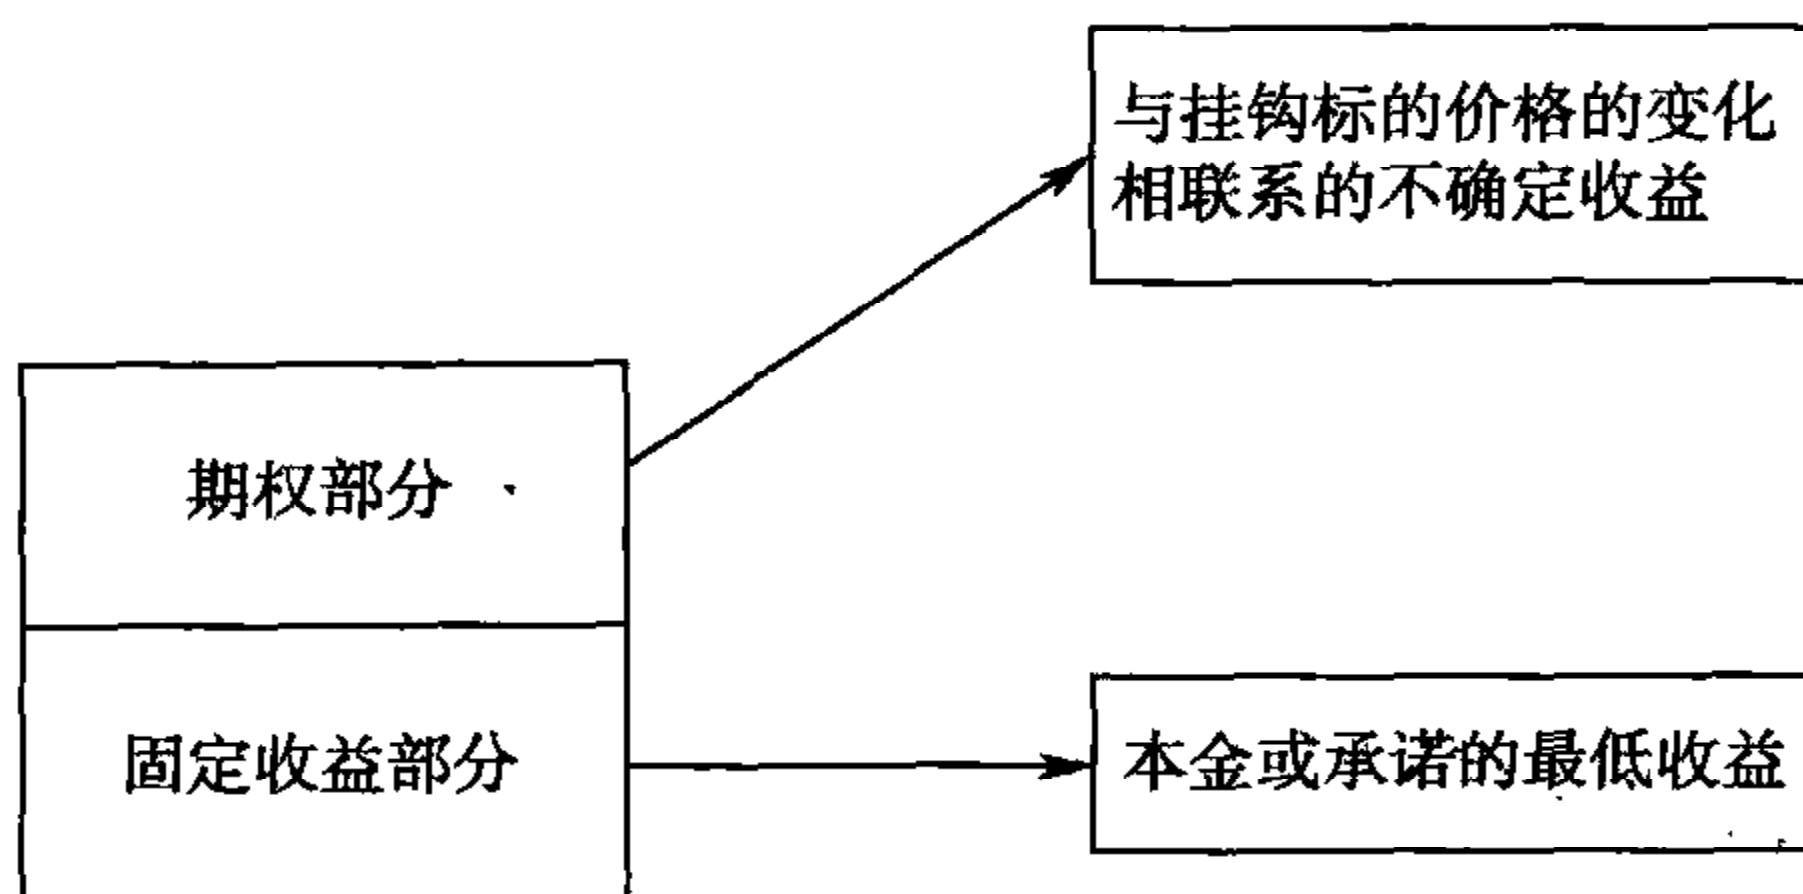 与挂钩标的价格的变化
相联系的不确定收益
期权部分
固定收益部分
本金或承诺的最低收益